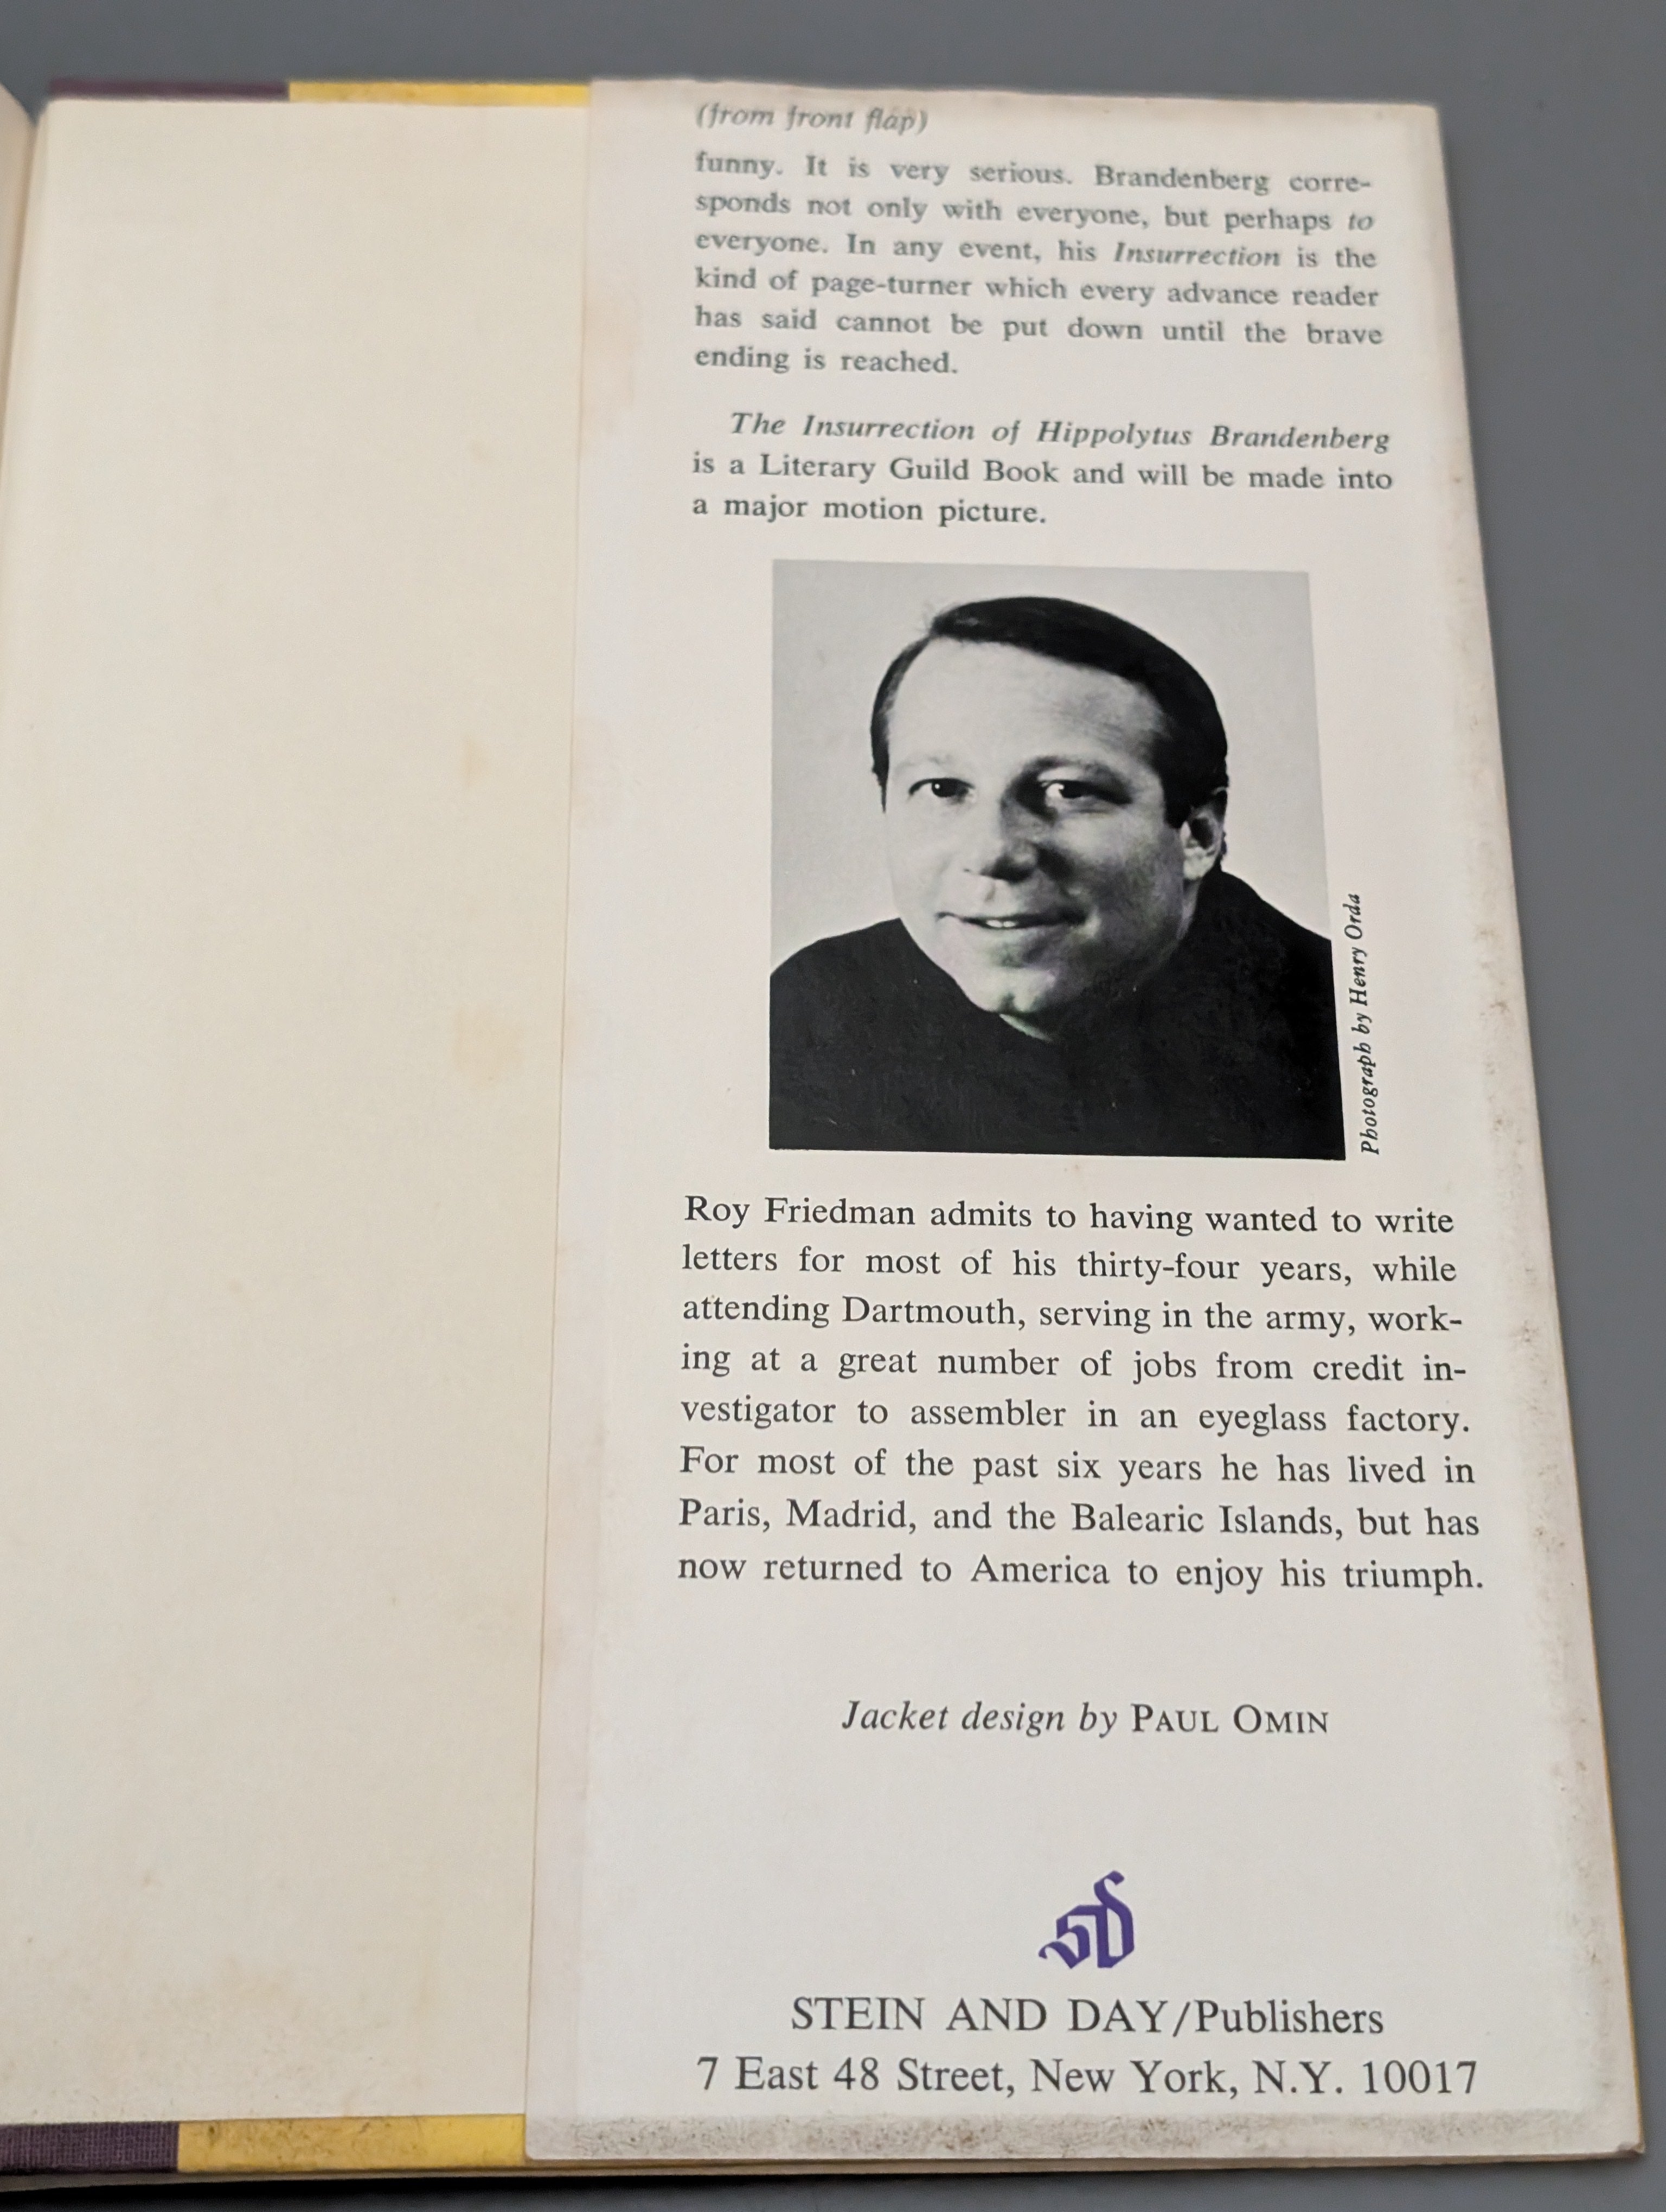 (from front flap)
funny. It is very serious. Brandenberg corre-
sponds not only with everyone, but perhaps to
everyone. In any event, his Insurrection is the
kind of page-turner which every advance reader
has said cannot be put down until the brave
ending is reached.
The Insurrection of Hippolytus Brandenberg
is a Literary Guild Book and will be made into
a major motion picture.
Photograph by Henry Orda
Roy Friedman admits to having wanted to write
letters for most of his thirty-four years, while
attending Dartmouth, serving in the army, work-
ing at a great number of jobs from credit in-
vestigator to assembler in an eyeglass factory.
For most of the past six years he has lived in
Paris, Madrid, and the Balearic Islands, but has
now returned to America to enjoy his triumph.
Jacket design by PAUL OMIN
SD
STEIN AND DAY/Publishers
7 East 48 Street, New York, N.Y. 10017